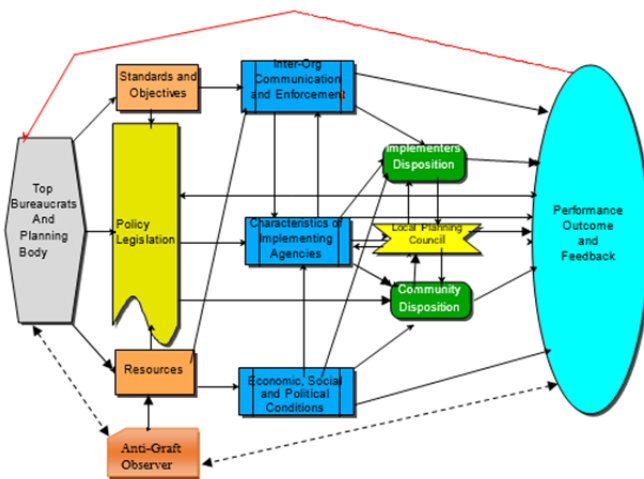 Standards and
Objectives
Inter-Org
Communication
and Enforcement
Implementers
Disposition
Top
Bureaucrats
And
Planning
Body
Policy
Legislation
Characteristics of
Implementing
Agencies
Local Planning
Council
Performance
Outcome
and
Feedback
Community
Disposition
Resources
Economic, Social
and Political
Conditions
Anti-Graft
Observer